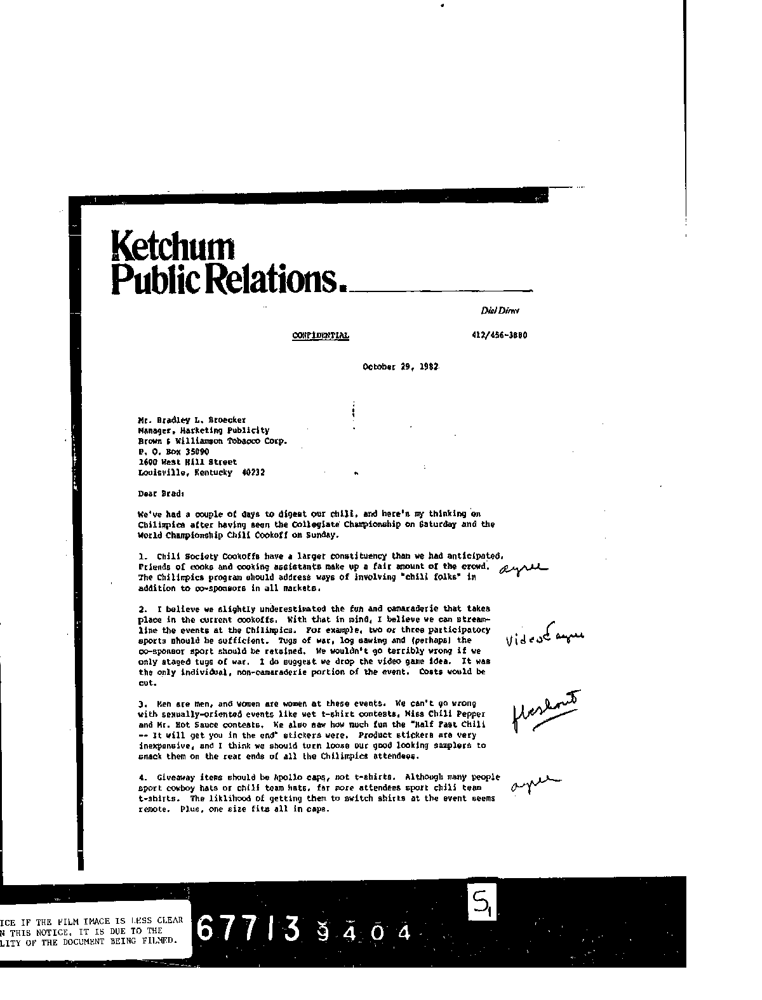 Ketchum
Public Relations.
Dial Direct
CONFIDENTIAL
412/456-3880
October 29, 1982
Mr. Bradley L. Broecker
Manager, Marketing Publicity
Brown & Williamson Tobacco Corp.
P. O. Box 35090
1600 West Hill Street
Louisville, Kentucky 40232
Dear Brad:
We've had a couple of days to digest our chili, and here's my thinking on
Chilimpics after having seen the Collegiate Championship on Saturday and the
World Championship Chili Cookoff on Sunday.
1. Chili Society Cookoffs have a larger constituency than we had anticipated.
Friends of cooks and cooking assistants make up a fair amount of the crowd. agree
The Chilimpics program should address ways of involving "chili folks" in
addition to co-sponsors in all markets.
2. I believe we slightly underestimated the fun and camaraderie that takes
place in the current cookoffs. With that in mind, I believe we can stream-
line the events at the Chilimpics. For example, two or three participatory
sports should be sufficient. Tugs of war, log sawing and (perhaps) the
co-sponsor sport should be retained. We wouldn't go terribly wrong if we
only staged tugs of war. I do suggest we drop the video game idea. It was
the only individual, non-camaraderie portion of the event. Costs would be
cut.
Video agree
3. Men are men, and women are women at these events. We can't go wrong
with sexually-oriented events like wet t-shirt contests, Miss Chili Pepper
and Mr. Hot Sauce contests. We also saw how much fun the "Half Fast Chili
-- It will get you in the end" stickers were. Product stickers are very
inexpensive, and I think we should turn loose our good looking samplers to
smack them on the rear ends of all the Chilimpics attendees.
flesh out
4. Giveaway items should be Apollo caps, not t-shirts. Although many people
sport cowboy hats or chili team hats, far more attendees sport chili team
t-shirts. The liklihood of getting them to switch shirts at the event seems
remote. Plus, one size fits all in caps.
agree
S,
ICE IF THE FILM IMAGE IS LESS CLEAR
N THIS NOTICE, IT IS DUE TO THE
LITY OF THE DOCUMENT BEING FILMED.
67713 9404